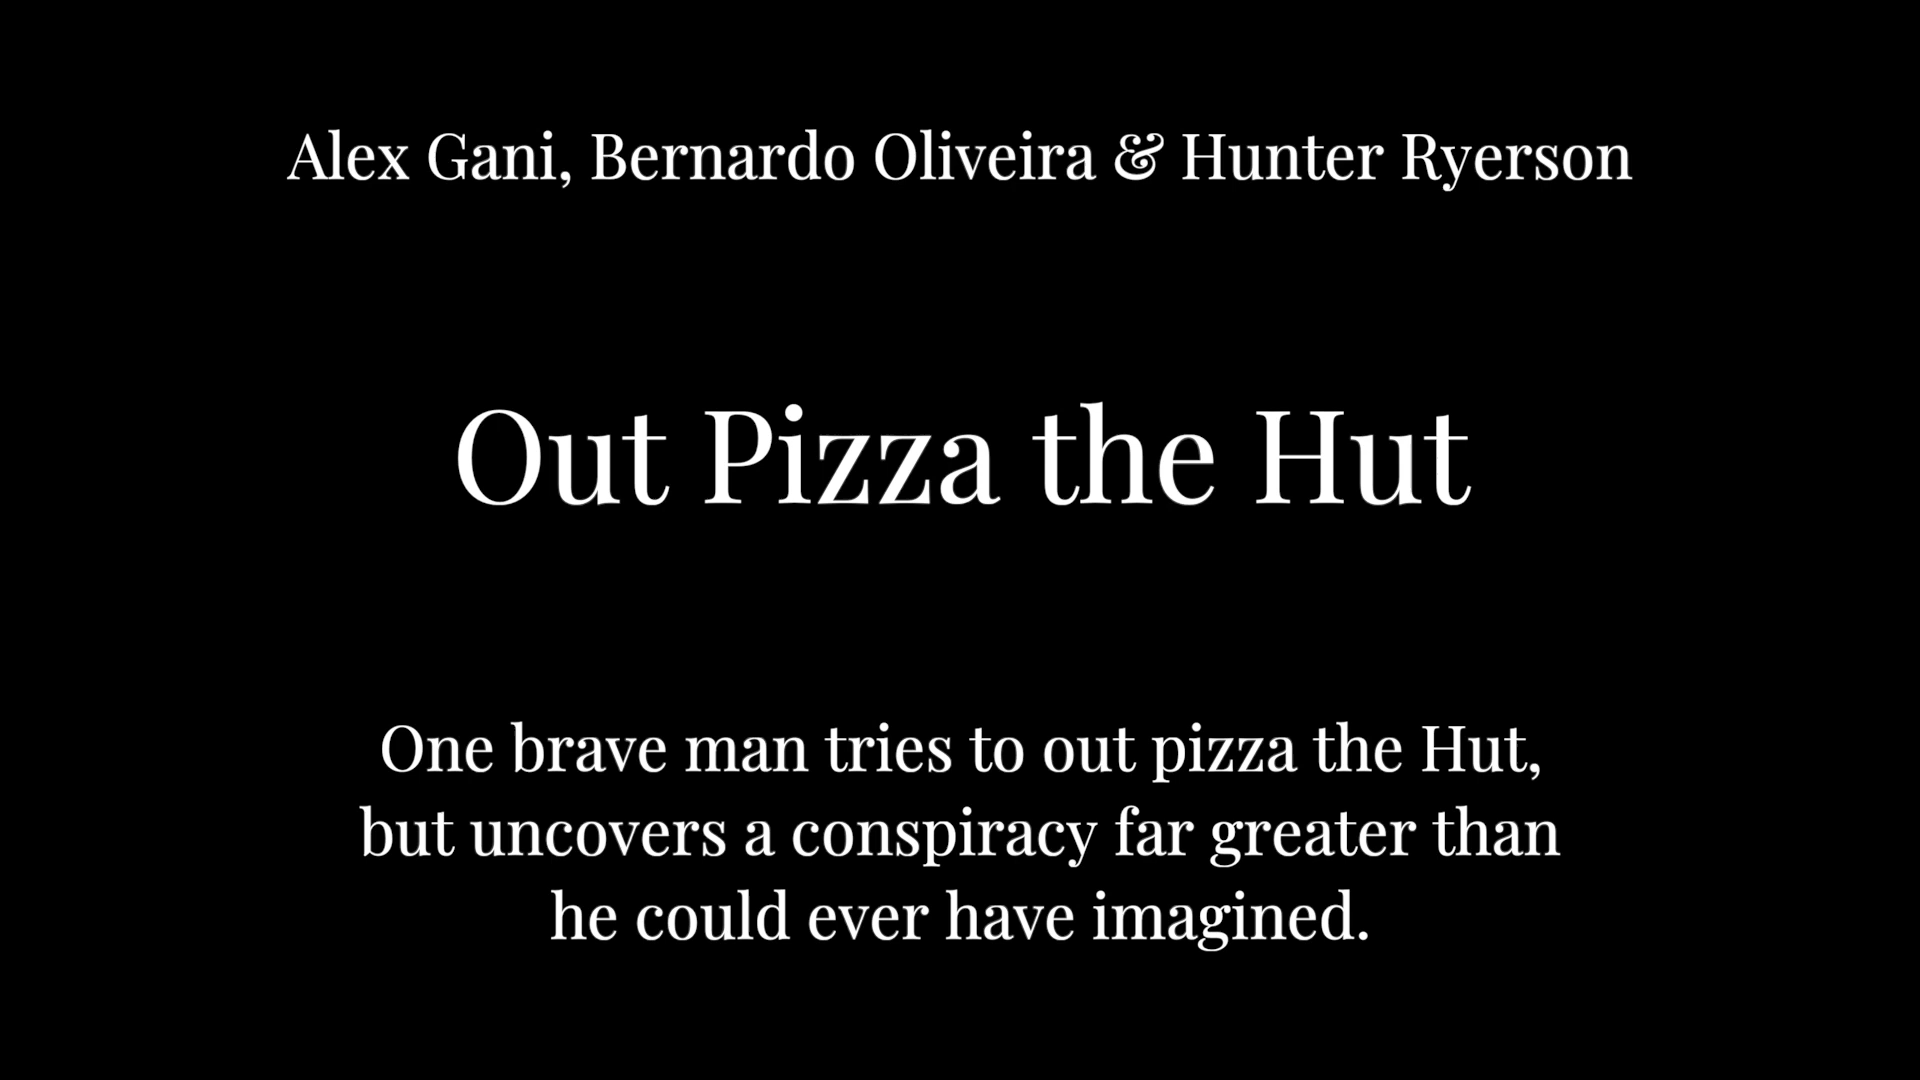 Alex Gani, Bernardo Oliveira & Hunter Ryerson
Out Pizza the Hut
One brave man tries to out pizza the Hut,
but uncovers a conspiracy far greater than
he could ever have imagined.